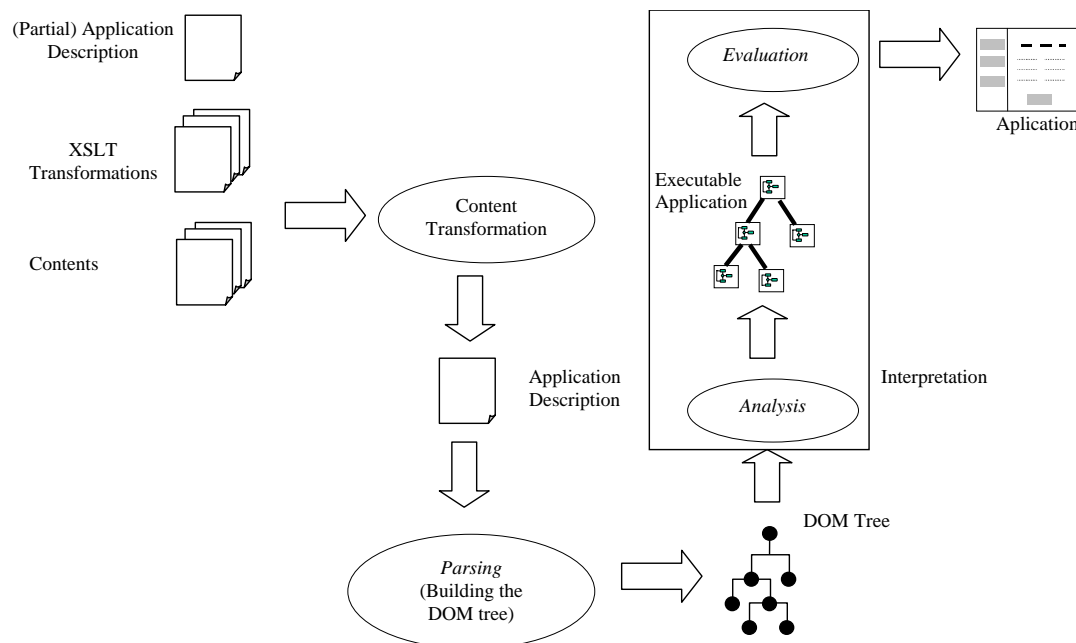 (Partial) Application
Description
XSLT
Transformations
Contents
Content
Transformation
Application
Description
Parsing
(Building the
DOM tree)
DOM Tree
Analysis
Interpretation
Executable
Application
Evaluation
Aplication